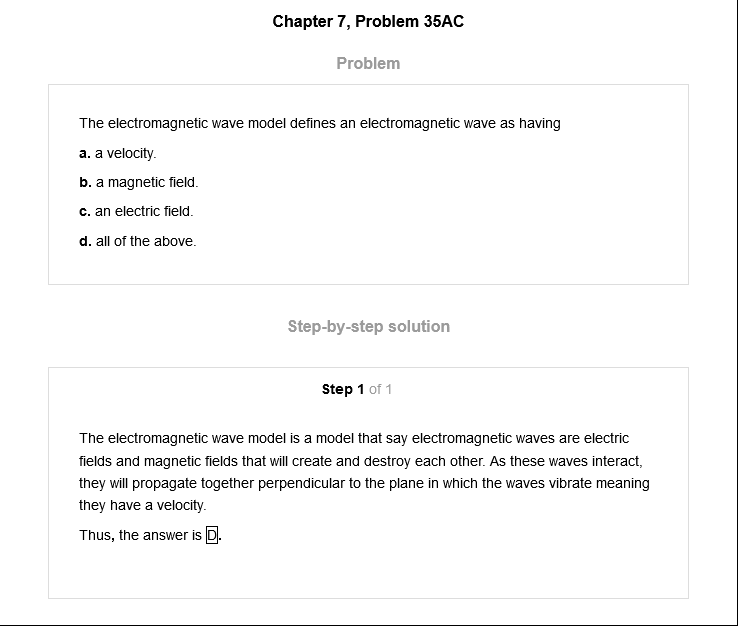 Chapter 7, Problem 35AC
Problem
The electromagnetic wave model defines an electromagnetic wave as having
a. a velocity.
b. a magnetic field.
c. an electric field.
d. all of the above.
Step-by-step solution
Step 1 of 1
The electromagnetic wave model is a model that say electromagnetic waves are electric
fields and magnetic fields that will create and destroy each other. As these waves interact,
they will propagate together perpendicular to the plane in which the waves vibrate meaning
they have a velocity.
Thus, the answer is D.